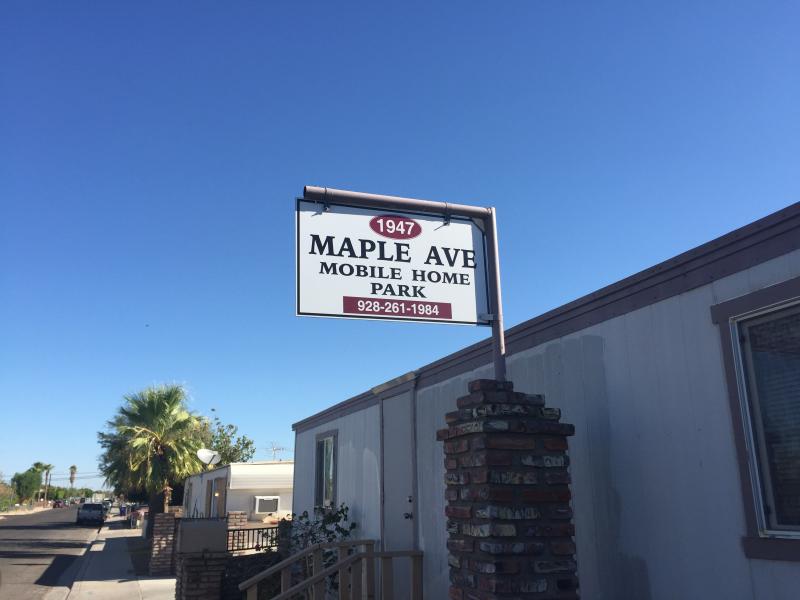 1947
MAPLE AVE
MOBILE HOME
PARK
928-261-1984